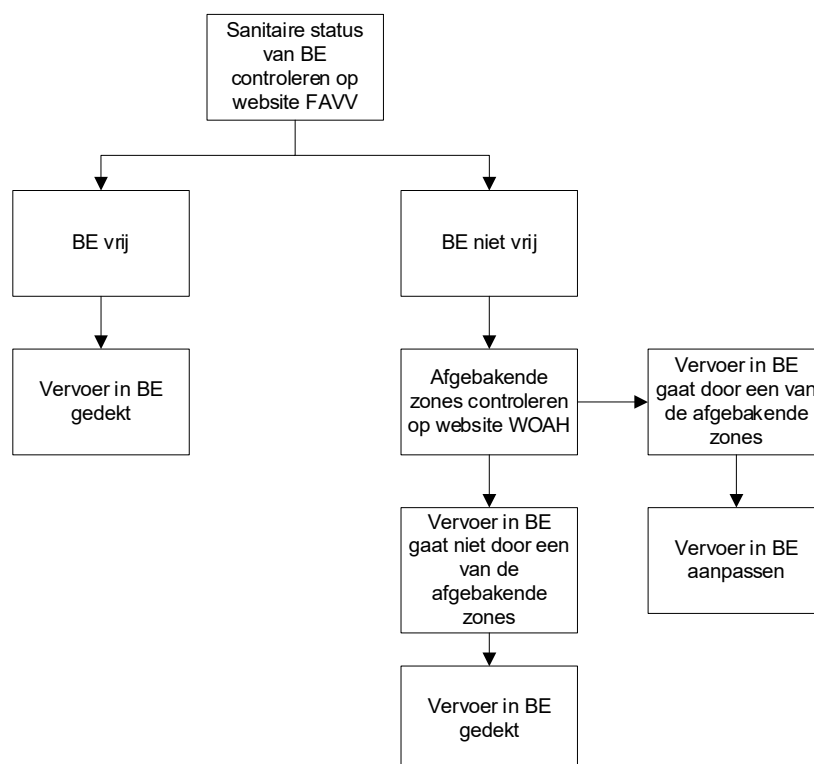 Sanitaire status
van BE
controleren op
website FAVV
BE vrij
BE niet vrij
Vervoer in BE
gedekt
Afgebakende
zones controleren
op website WOAH
Vervoer in BE
gaat door een van
de afgebakende
zones
Vervoer in BE
gaat niet door een
van de
afgebakende
zones
Vervoer in BE
aanpassen
Vervoer in BE
gedekt